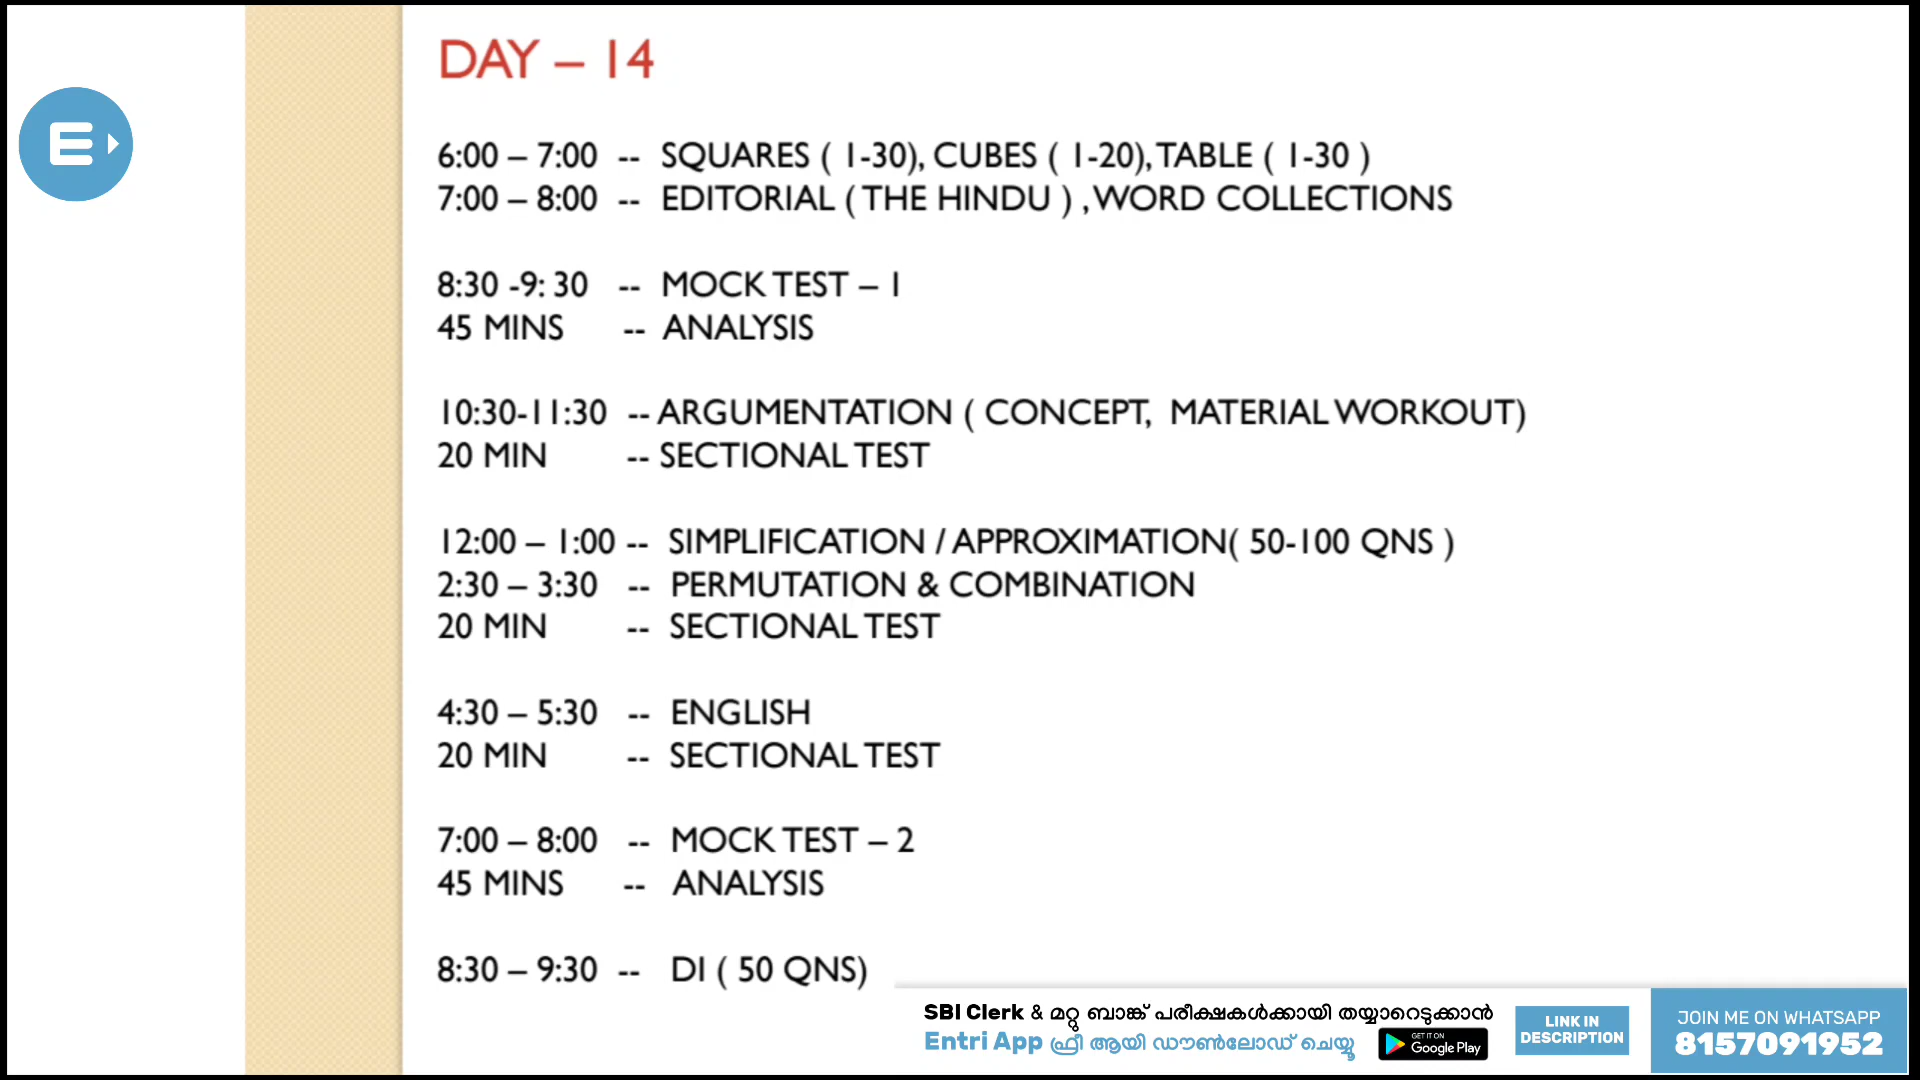 DAY – 14
6:00 – 7:00 -- SQUARES ( 1-30), CUBES ( 1-20), TABLE ( 1-30 )
7:00 – 8:00 -- EDITORIAL ( THE HINDU ) , WORD COLLECTIONS
8:30 -9: 30 -- MOCK TEST – 1
45 MINS -- ANALYSIS
10:30-11:30 -- ARGUMENTATION ( CONCEPT, MATERIAL WORKOUT)
20 MIN -- SECTIONAL TEST
12:00 – 1:00 -- SIMPLIFICATION / APPROXIMATION( 50-100 QNS )
2:30 – 3:30 -- PERMUTATION & COMBINATION
20 MIN -- SECTIONAL TEST
4:30 – 5:30 -- ENGLISH
20 MIN -- SECTIONAL TEST
7:00 – 8:00 -- MOCK TEST – 2
45 MINS -- ANALYSIS
8:30 – 9:30 -- DI ( 50 QNS)
SBI Clerk & മറ്റു ബാങ്ക് പരീക്ഷകൾക്കായി തയ്യാറെടുക്കാൻ
Entri App ഫ്രീ ആയി ഡൗൺലോഡ് ചെയ്യൂ
GET IT ON
Google Play
LINK IN
DESCRIPTION
JOIN ME ON WHATSAPP
8157091952
E